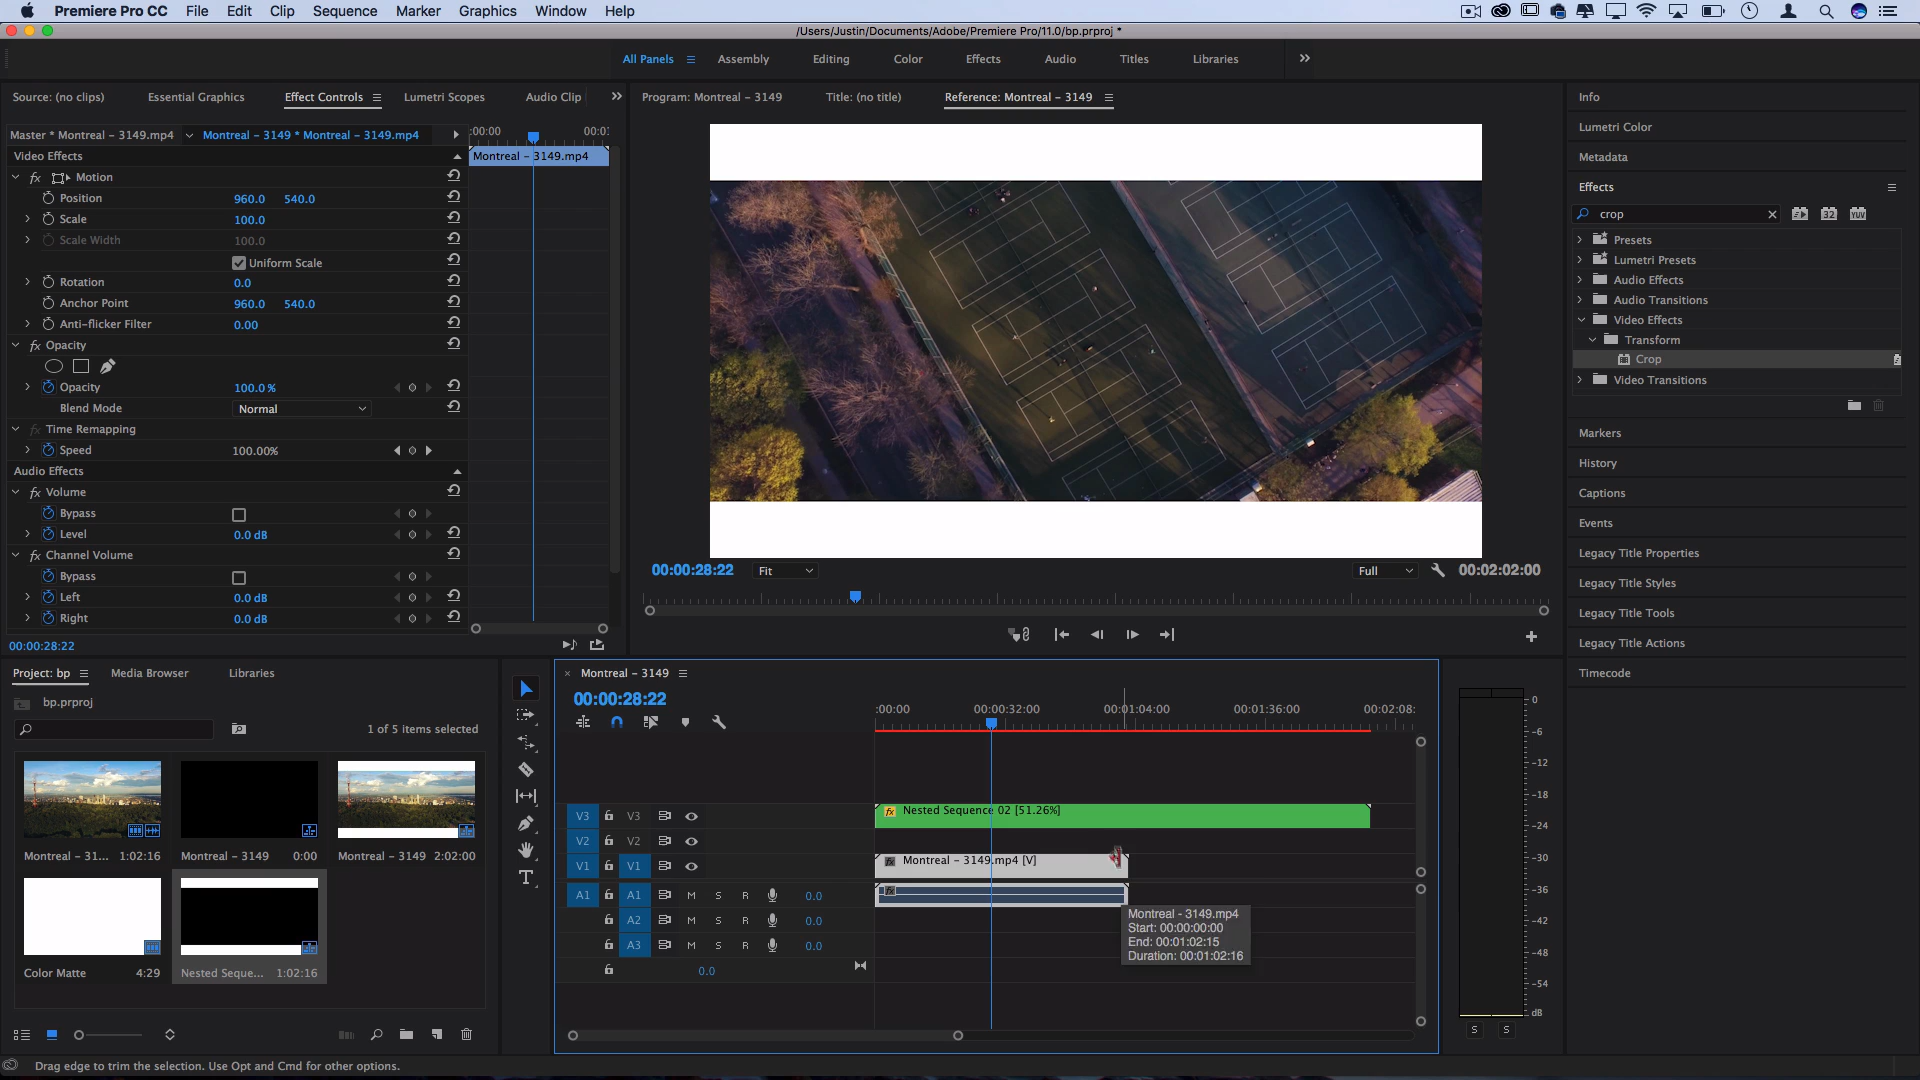 Premiere Pro CC File Edit Clip Sequence Marker Graphics Window Help
/Users/Justin/Documents/Adobe/Premiere Pro/11.0/bp.prproj *
All Panels Assembly Editing Color Effects Audio Titles Libraries
Source: (no clips) Essential Graphics Effect Controls Lumetri Scopes Audio Clip
Master * Montreal - 3149.mp4 Montreal - 3149 * Montreal - 3149.mp4
:00:00 00:01
Video Effects
Montreal - 3149.mp4
fx Motion
Position 960.0 540.0
Scale 100.0
Scale Width 100.0
Uniform Scale
Rotation 0.0
Anchor Point 960.0 540.0
Anti-flicker Filter 0.00
fx Opacity
Opacity 100.0 %
Blend Mode Normal
fx Time Remapping
Speed 100.00%
Audio Effects
fx Volume
Bypass
Level 0.0 dB
fx Channel Volume
Bypass
Left 0.0 dB
Right 0.0 dB
00:00:28:22
Program: Montreal - 3149 Title: (no title) Reference: Montreal - 3149
00:00:28:22 Fit Full 00:02:02:00
Info
Lumetri Color
Metadata
Effects
crop 32 YUV
Presets
Lumetri Presets
Audio Effects
Audio Transitions
Video Effects
Transform
Crop
Video Transitions
Markers
History
Captions
Events
Legacy Title Properties
Legacy Title Styles
Legacy Title Tools
Legacy Title Actions
Timecode
Project: bp Media Browser Libraries
bp.prproj
1 of 5 items selected
Montreal - 31... 1:02:16
Montreal - 3149 0:00
Montreal - 3149 2:02:00
Color Matte 4:29
Nested Seque... 1:02:16
× Montreal - 3149
00:00:28:22
:00:00 00:00:32:00 00:01:04:00 00:01:36:00 00:02:08:
V3 V3 fx Nested Sequence 02 [51.26%]
V2 V2
V1 V1 fx Montreal - 3149.mp4 [V]
A1 A1 M S R 0.0 fx
A2 M S R 0.0
A3 M S R 0.0
0.0
Montreal - 3149.mp4
Start: 00:00:00:00
End: 00:01:02:15
Duration: 00:01:02:16
T
0
-6
-12
-18
-24
-30
-36
-42
-48
-54
dB
S S
Drag edge to trim the selection. Use Opt and Cmd for other options.